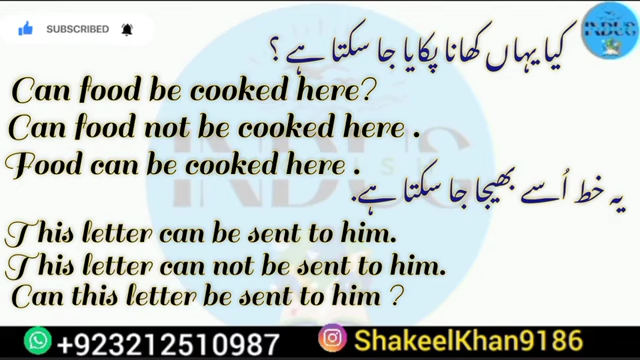 SUBSCRIBED
INDUS
کیا یہاں کھانا پکایا جا سکتا ہے ؟
Can food be cooked here?
Can food not be cooked here .
Food can be cooked here .
یہ خط اُسے بھیجا جا سکتا ہے.
This letter can be sent to him.
This letter can not be sent to him.
Can this letter be sent to him ?
+923212510987
ShakeelKhan9186